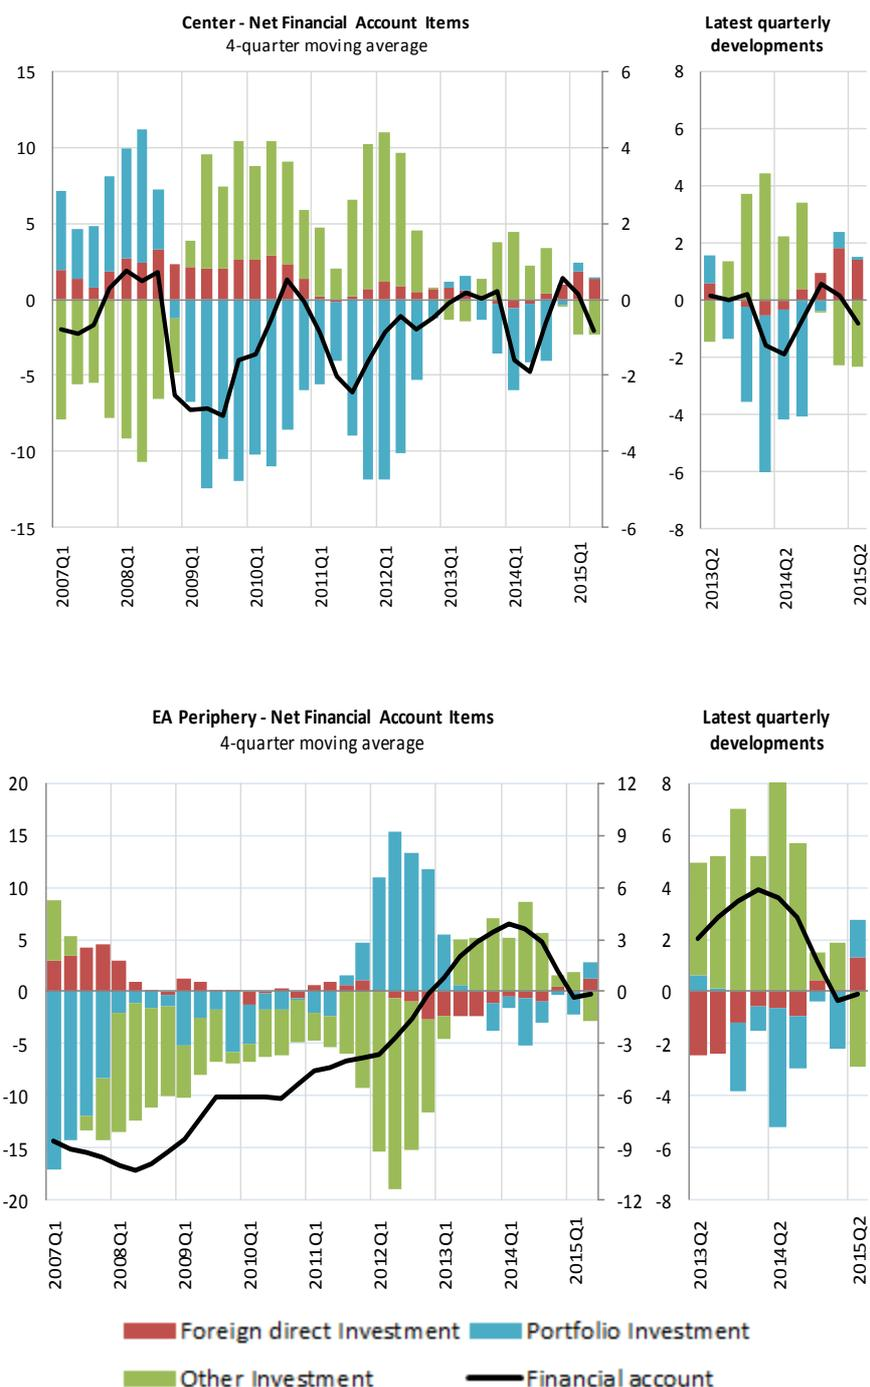 Center - Net Financial Account Items
4-quarter moving average
Latest quarterly
developments
15
10
5
0
-5
-10
-15
6
4
2
0
-2
-4
-6
8
6
4
2
0
-2
-4
-6
-8
2007Q1
2008Q1
2009Q1
2010Q1
2011Q1
2012Q1
2013Q1
2014Q1
2015Q1
2013Q2
2014Q2
2015Q2
EA Periphery - Net Financial Account Items
4-quarter moving average
Latest quarterly
developments
20
15
10
5
0
-5
-10
-15
-20
12
9
6
3
0
-3
-6
-9
-12
8
6
4
2
0
-2
-4
-6
-8
2007Q1
2008Q1
2009Q1
2010Q1
2011Q1
2012Q1
2013Q1
2014Q1
2015Q1
2013Q2
2014Q2
2015Q2
Foreign direct Investment
Portfolio Investment
Other Investment
Financial account